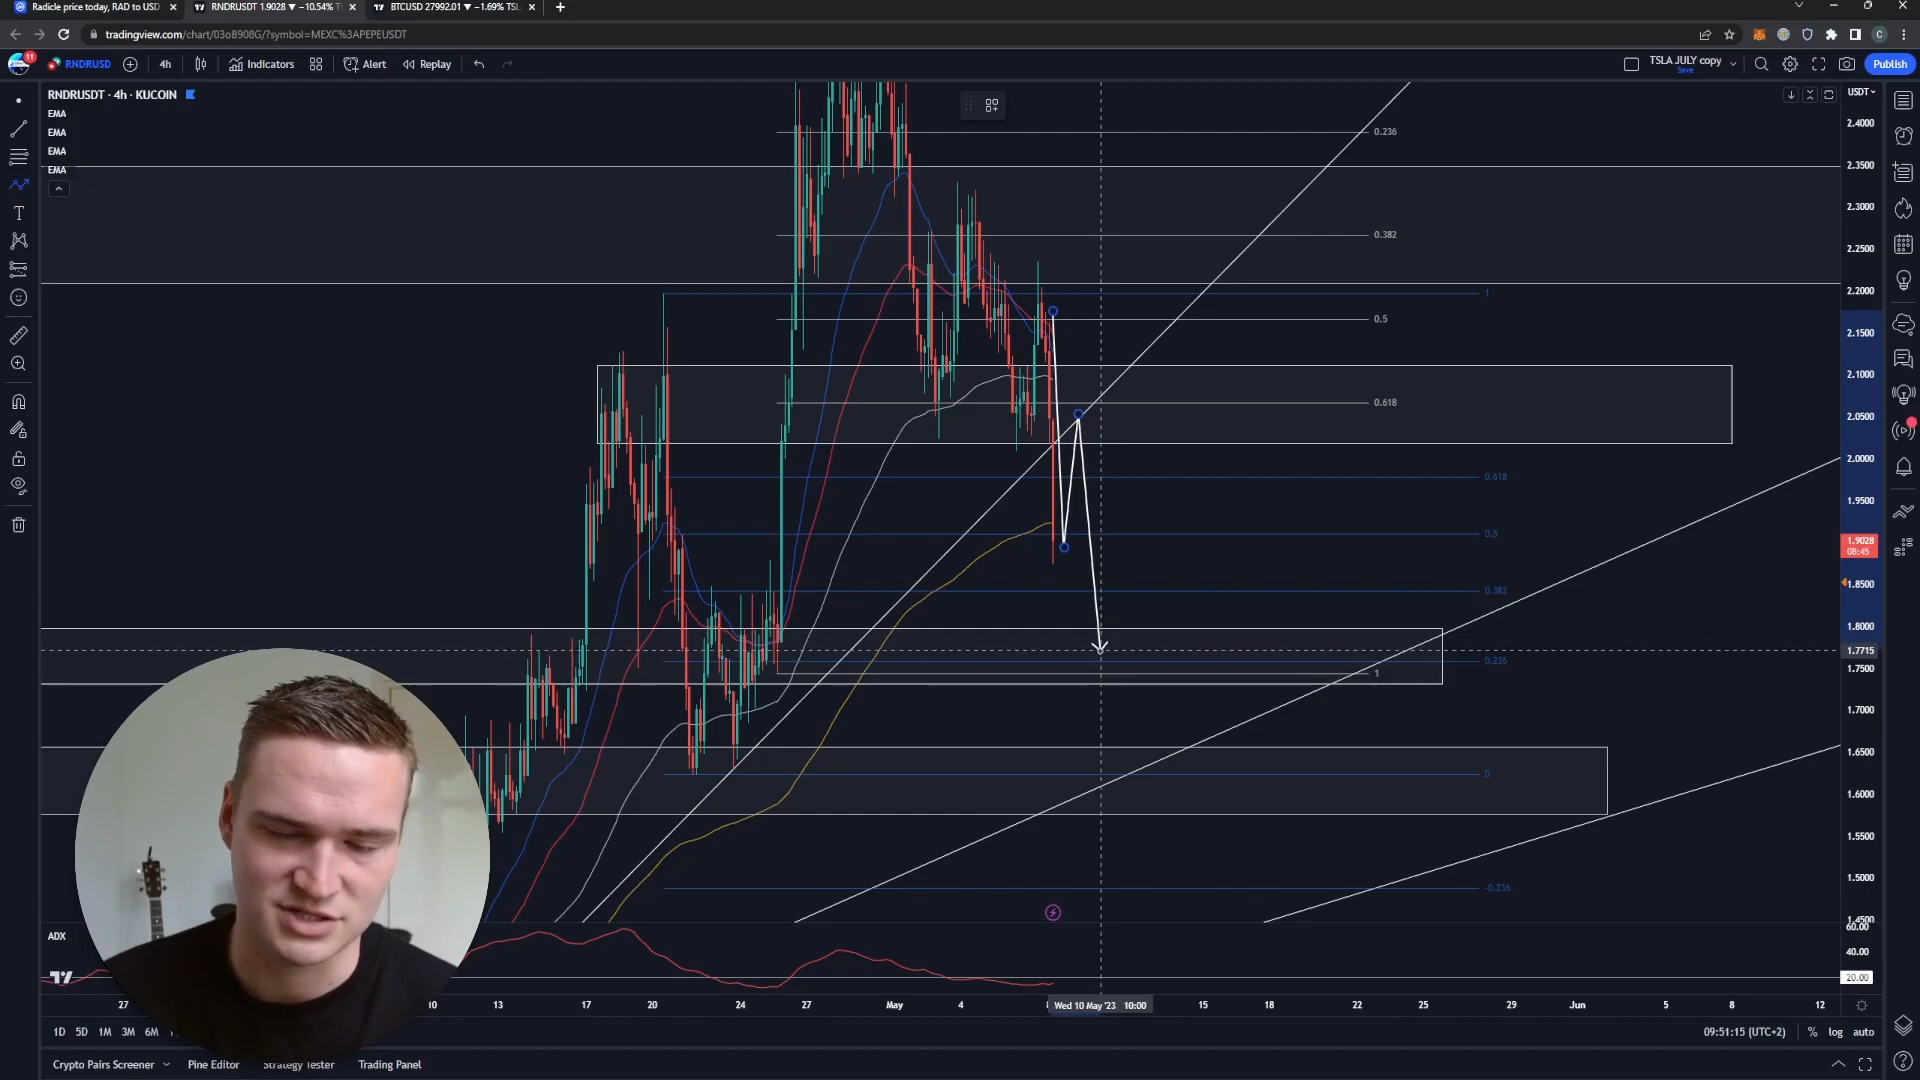 Radicle price today, RAD to USD
RNDRUSDT 1.9028 ▼ −10.54%
BTCUSD 27992.01 ▼ −1.69% TSL
tradingview.com/chart/03oB908G/?symbol=MEXC%3APEPEUSDT
11
RNDRUSD
4h
Indicators
Alert
Replay
TSLA JULY copy
Save
Publish
RNDRUSDT · 4h · KUCOIN
EMA
EMA
EMA
EMA
USDT
2.4000
2.3500
2.3000
2.2500
2.2000
2.1500
2.1000
2.0500
2.0000
1.9500
1.9028
08:45
1.8500
1.8000
1.7715
1.7500
1.7000
1.6500
1.6000
1.5500
1.5000
1.4500
0.236
0.382
1
0.5
0.618
0.618
0.5
0.382
0.236
1
0
-0.236
ADX
60.00
40.00
20.00
27
10
13
17
20
24
27
May
4
Wed 10 May '23 10:00
15
18
22
25
29
Jun
5
8
12
1D
5D
1M
3M
6M
09:51:15 (UTC+2)
%
log
auto
Crypto Pairs Screener
Pine Editor
Strategy Tester
Trading Panel